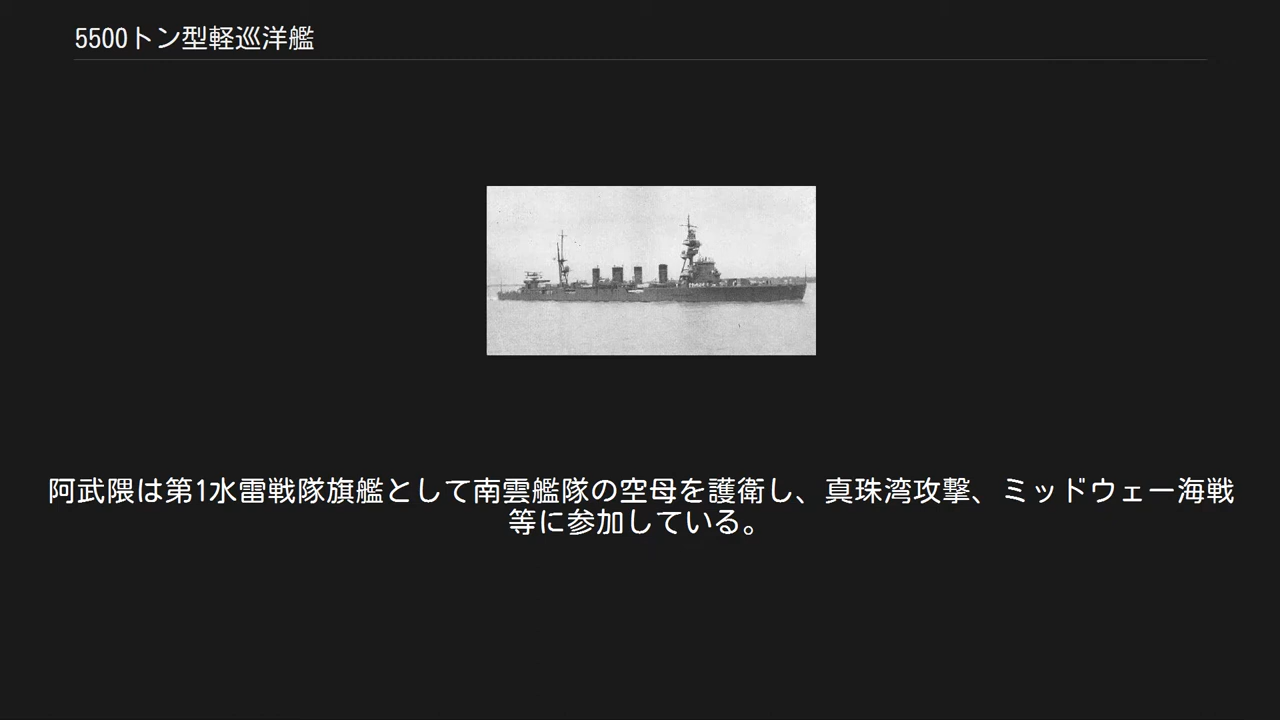 5500トン型軽巡洋艦
阿武隈は第1水雷戦隊旗艦として南雲艦隊の空母を護衛し、真珠湾攻撃、ミッドウェー海戦
等に参加している。